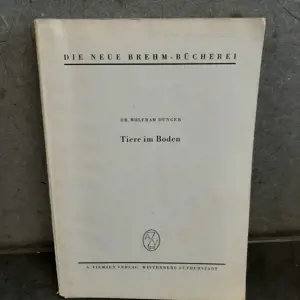 DIE NEUE BREHM-BÜCHEREI
DR. WOLFRAM DUNGER
Tiere im Boden
A. ZIEMSEN VERLAG, WITTENBERG LUTHERSTADT